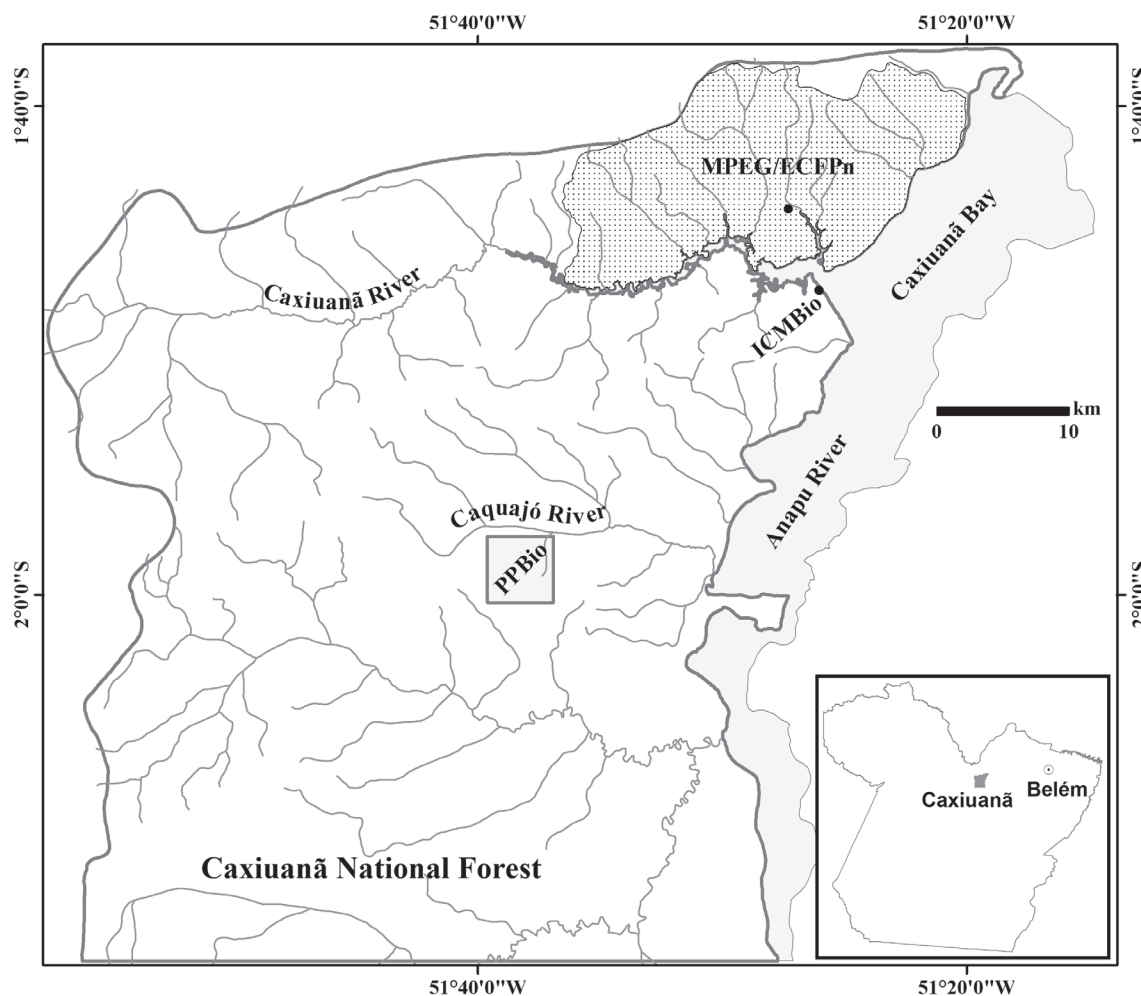 51°40'0"W
51°20'0"W
1°40'0"S
1°40'0"S
MPEG/ECFPn
Caxiuanã Bay
Caxiuanã River
ICMBio
km
0
10
Anapu River
Caquajó River
PPBio
2°0'0"S
2°0'0"S
Caxiuanã
Belém
Caxiuanã National Forest
51°40'0"W
51°20'0"W